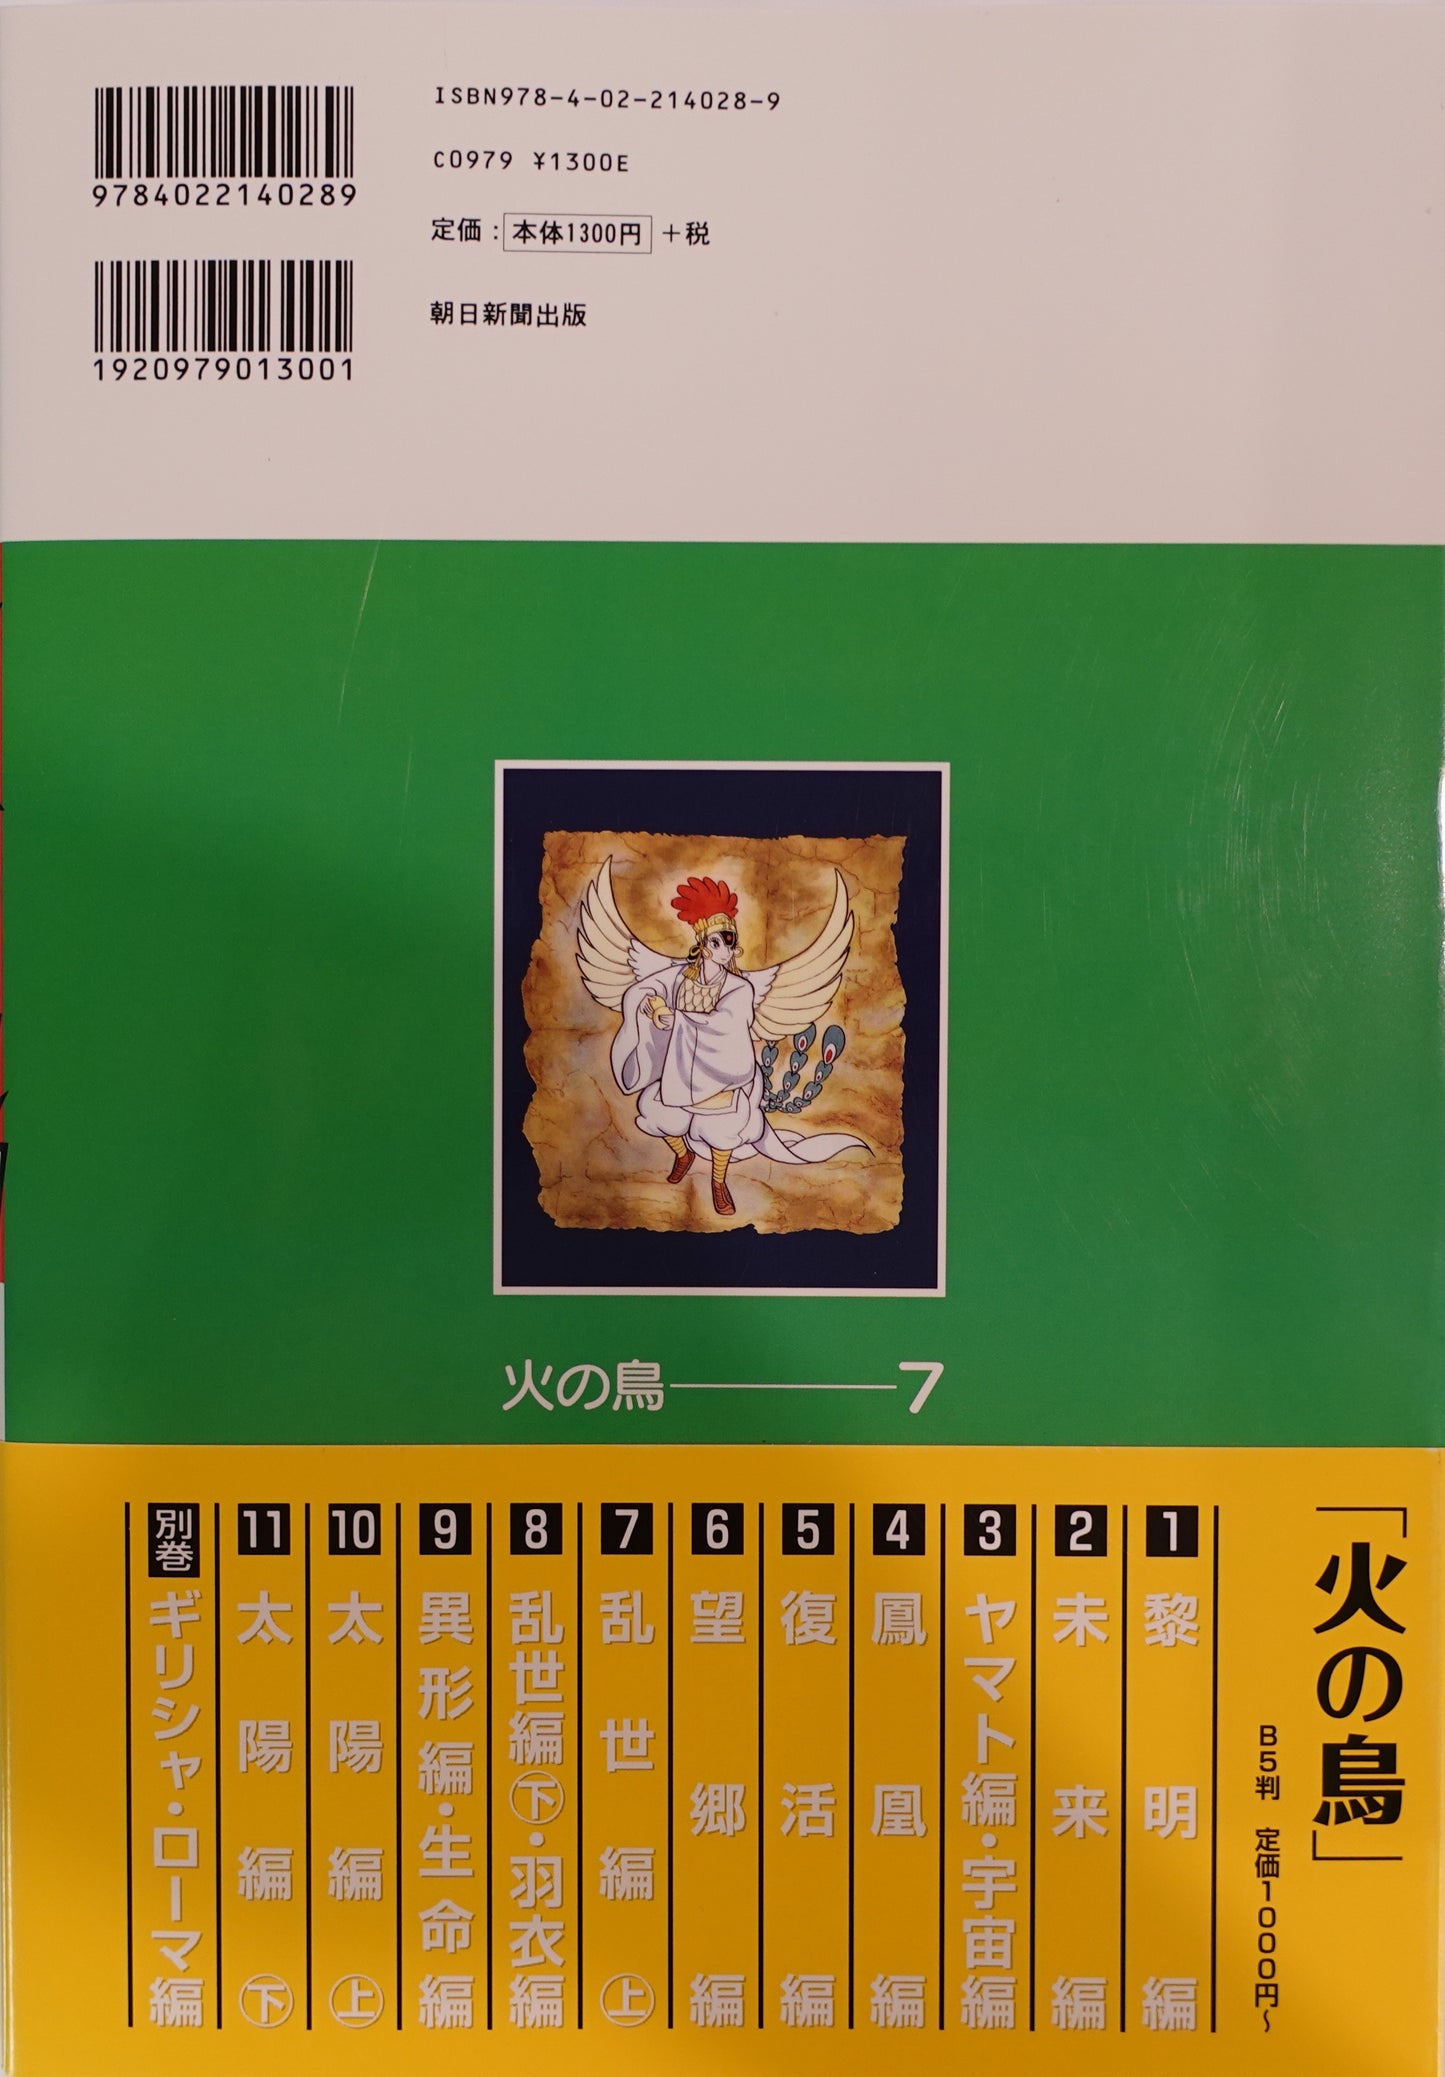 ISBN978-4-02-214028-9
C0979 ¥1300E
9784022140289
定価：本体1300円＋税
朝日新聞出版
1920979013001
火の鳥——7
「火の鳥」
B5判　定価1000円〜
1 黎明編
2 未来編
3 ヤマト編・宇宙編
4 鳳凰編
5 復活編
6 望郷編
7 乱世編㊤
8 乱世編㊦・羽衣編
9 異形編・生命編
10 太陽編㊤
11 太陽編㊦
別巻 ギリシャ・ローマ編